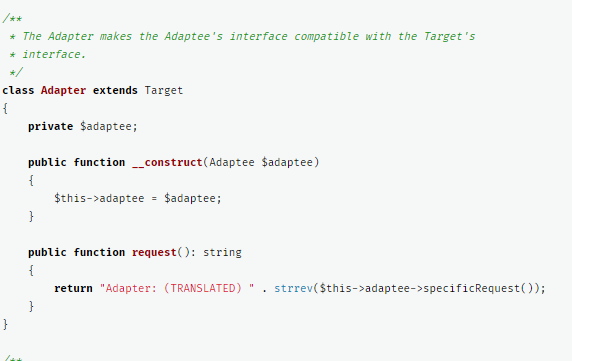 /**
 * The Adapter makes the Adaptee's interface compatible with the Target's
 * interface.
 */
class Adapter extends Target
{
    private $adaptee;

    public function __construct(Adaptee $adaptee)
    {
        $this->adaptee = $adaptee;
    }

    public function request(): string
    {
        return "Adapter: (TRANSLATED) " . strrev($this->adaptee->specificRequest());
    }
}

/**